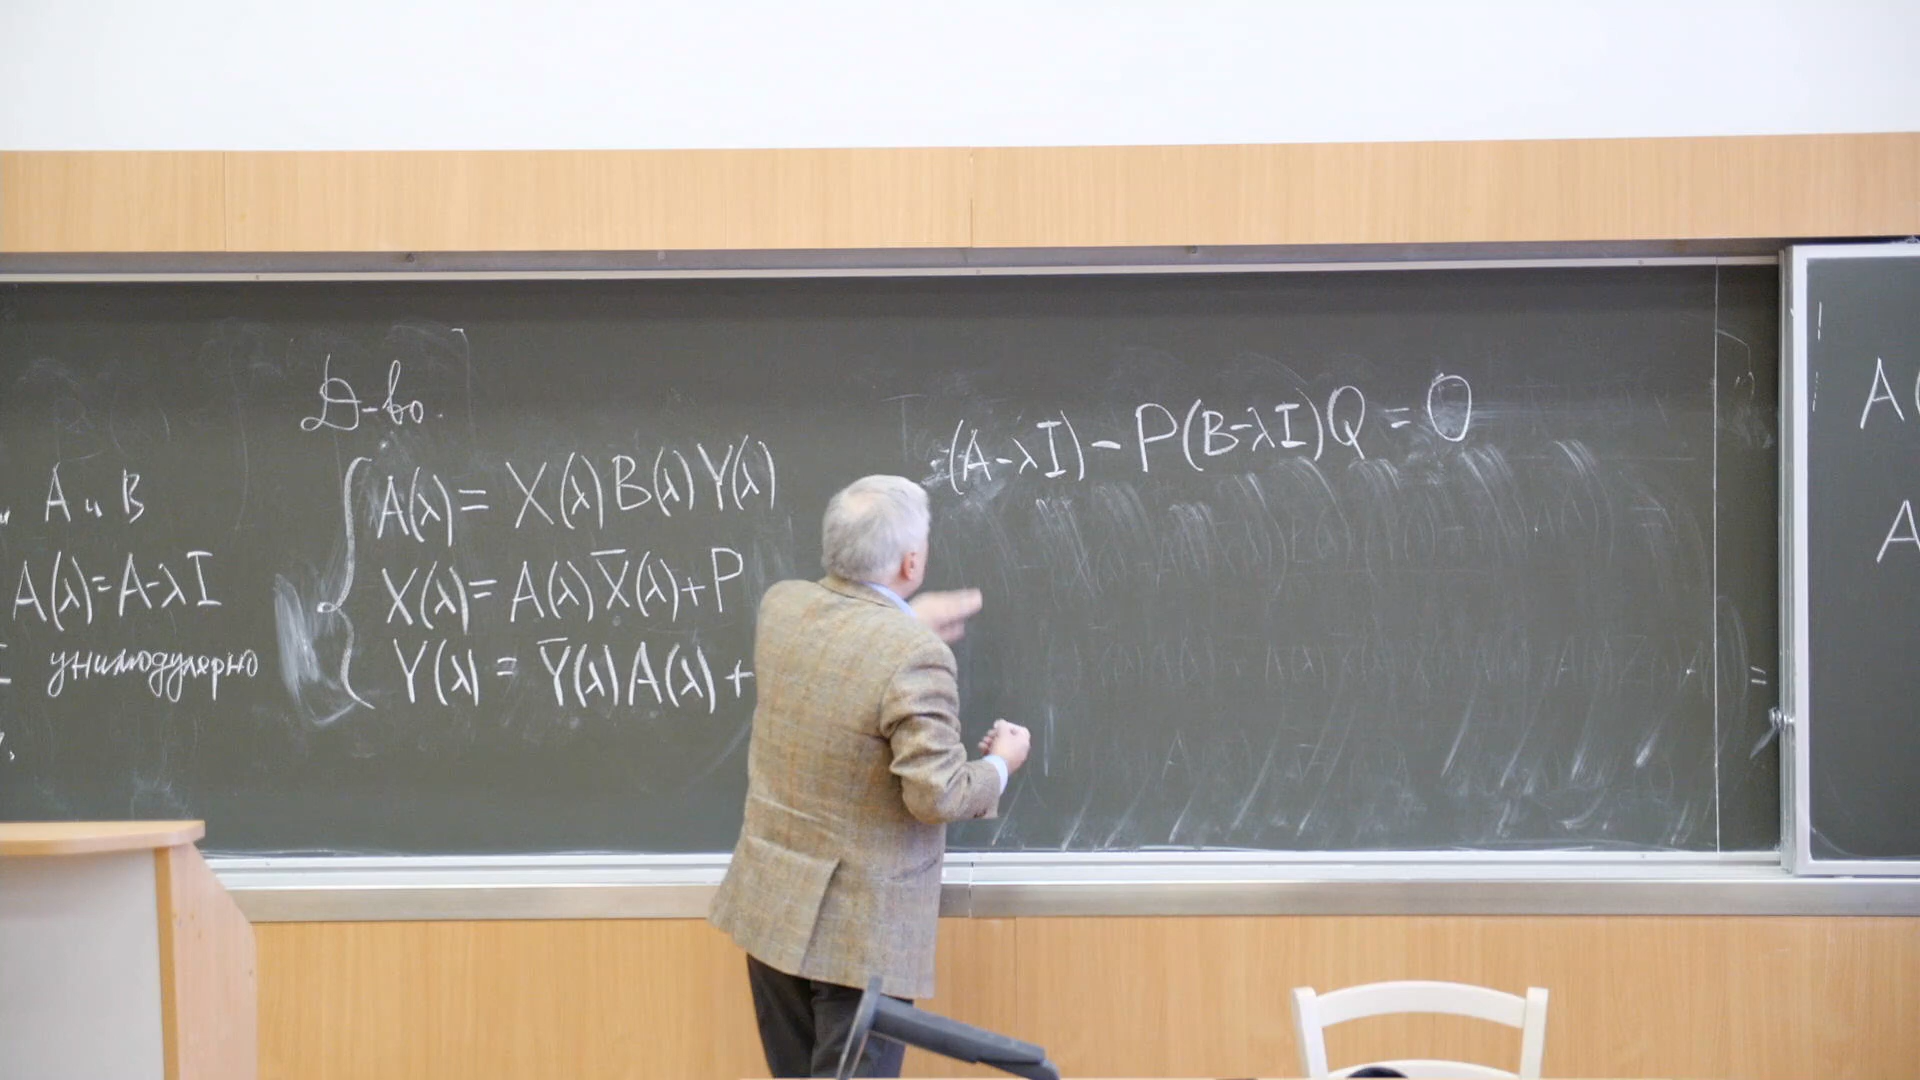 A и B
A(λ)=A-λI
унимодулярно
Д-во.
A(λ)= X(λ)B(λ)Y(λ)
X(λ)= A(λ)X̅(λ)+P
Y(λ) = Y̅(λ)A(λ)+
(A-λI)-P(B-λI)Q=0
A(
A